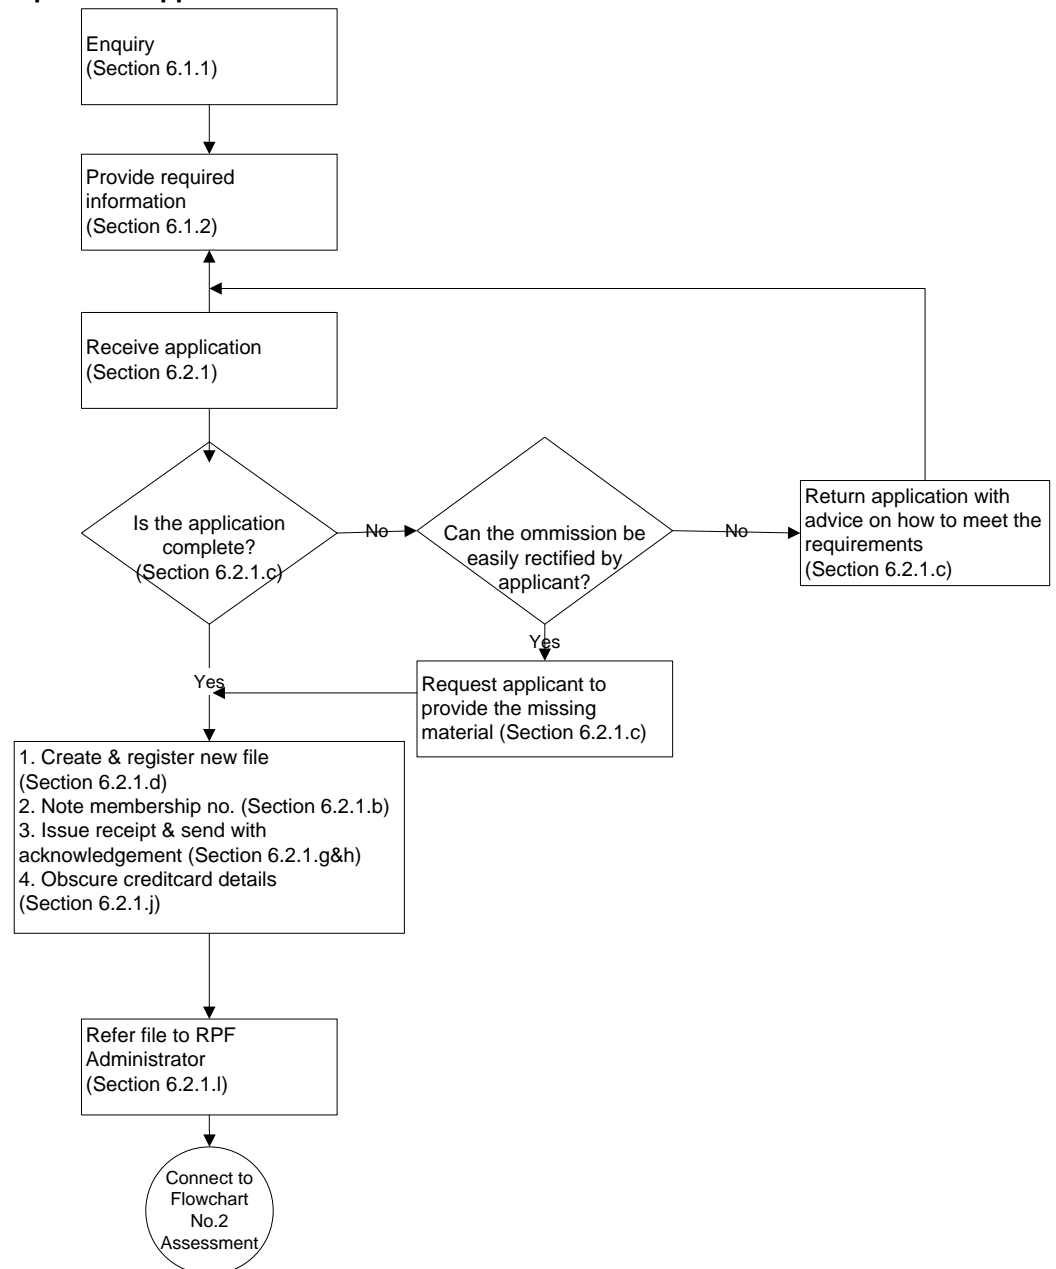 Enquiry
(Section 6.1.1)
Provide required
information
(Section 6.1.2)
Receive application
(Section 6.2.1)
Is the application
complete?
(Section 6.2.1.c)
No
Can the ommission be
easily rectified by
applicant?
No
Return application with
advice on how to meet the
requirements
(Section 6.2.1.c)
Yes
Request applicant to
provide the missing
material (Section 6.2.1.c)
Yes
1. Create & register new file
(Section 6.2.1.d)
2. Note membership no. (Section 6.2.1.b)
3. Issue receipt & send with
acknowledgement (Section 6.2.1.g&h)
4. Obscure creditcard details
(Section 6.2.1.j)
Refer file to RPF
Administrator
(Section 6.2.1.l)
Connect to
Flowchart
No.2
Assessment